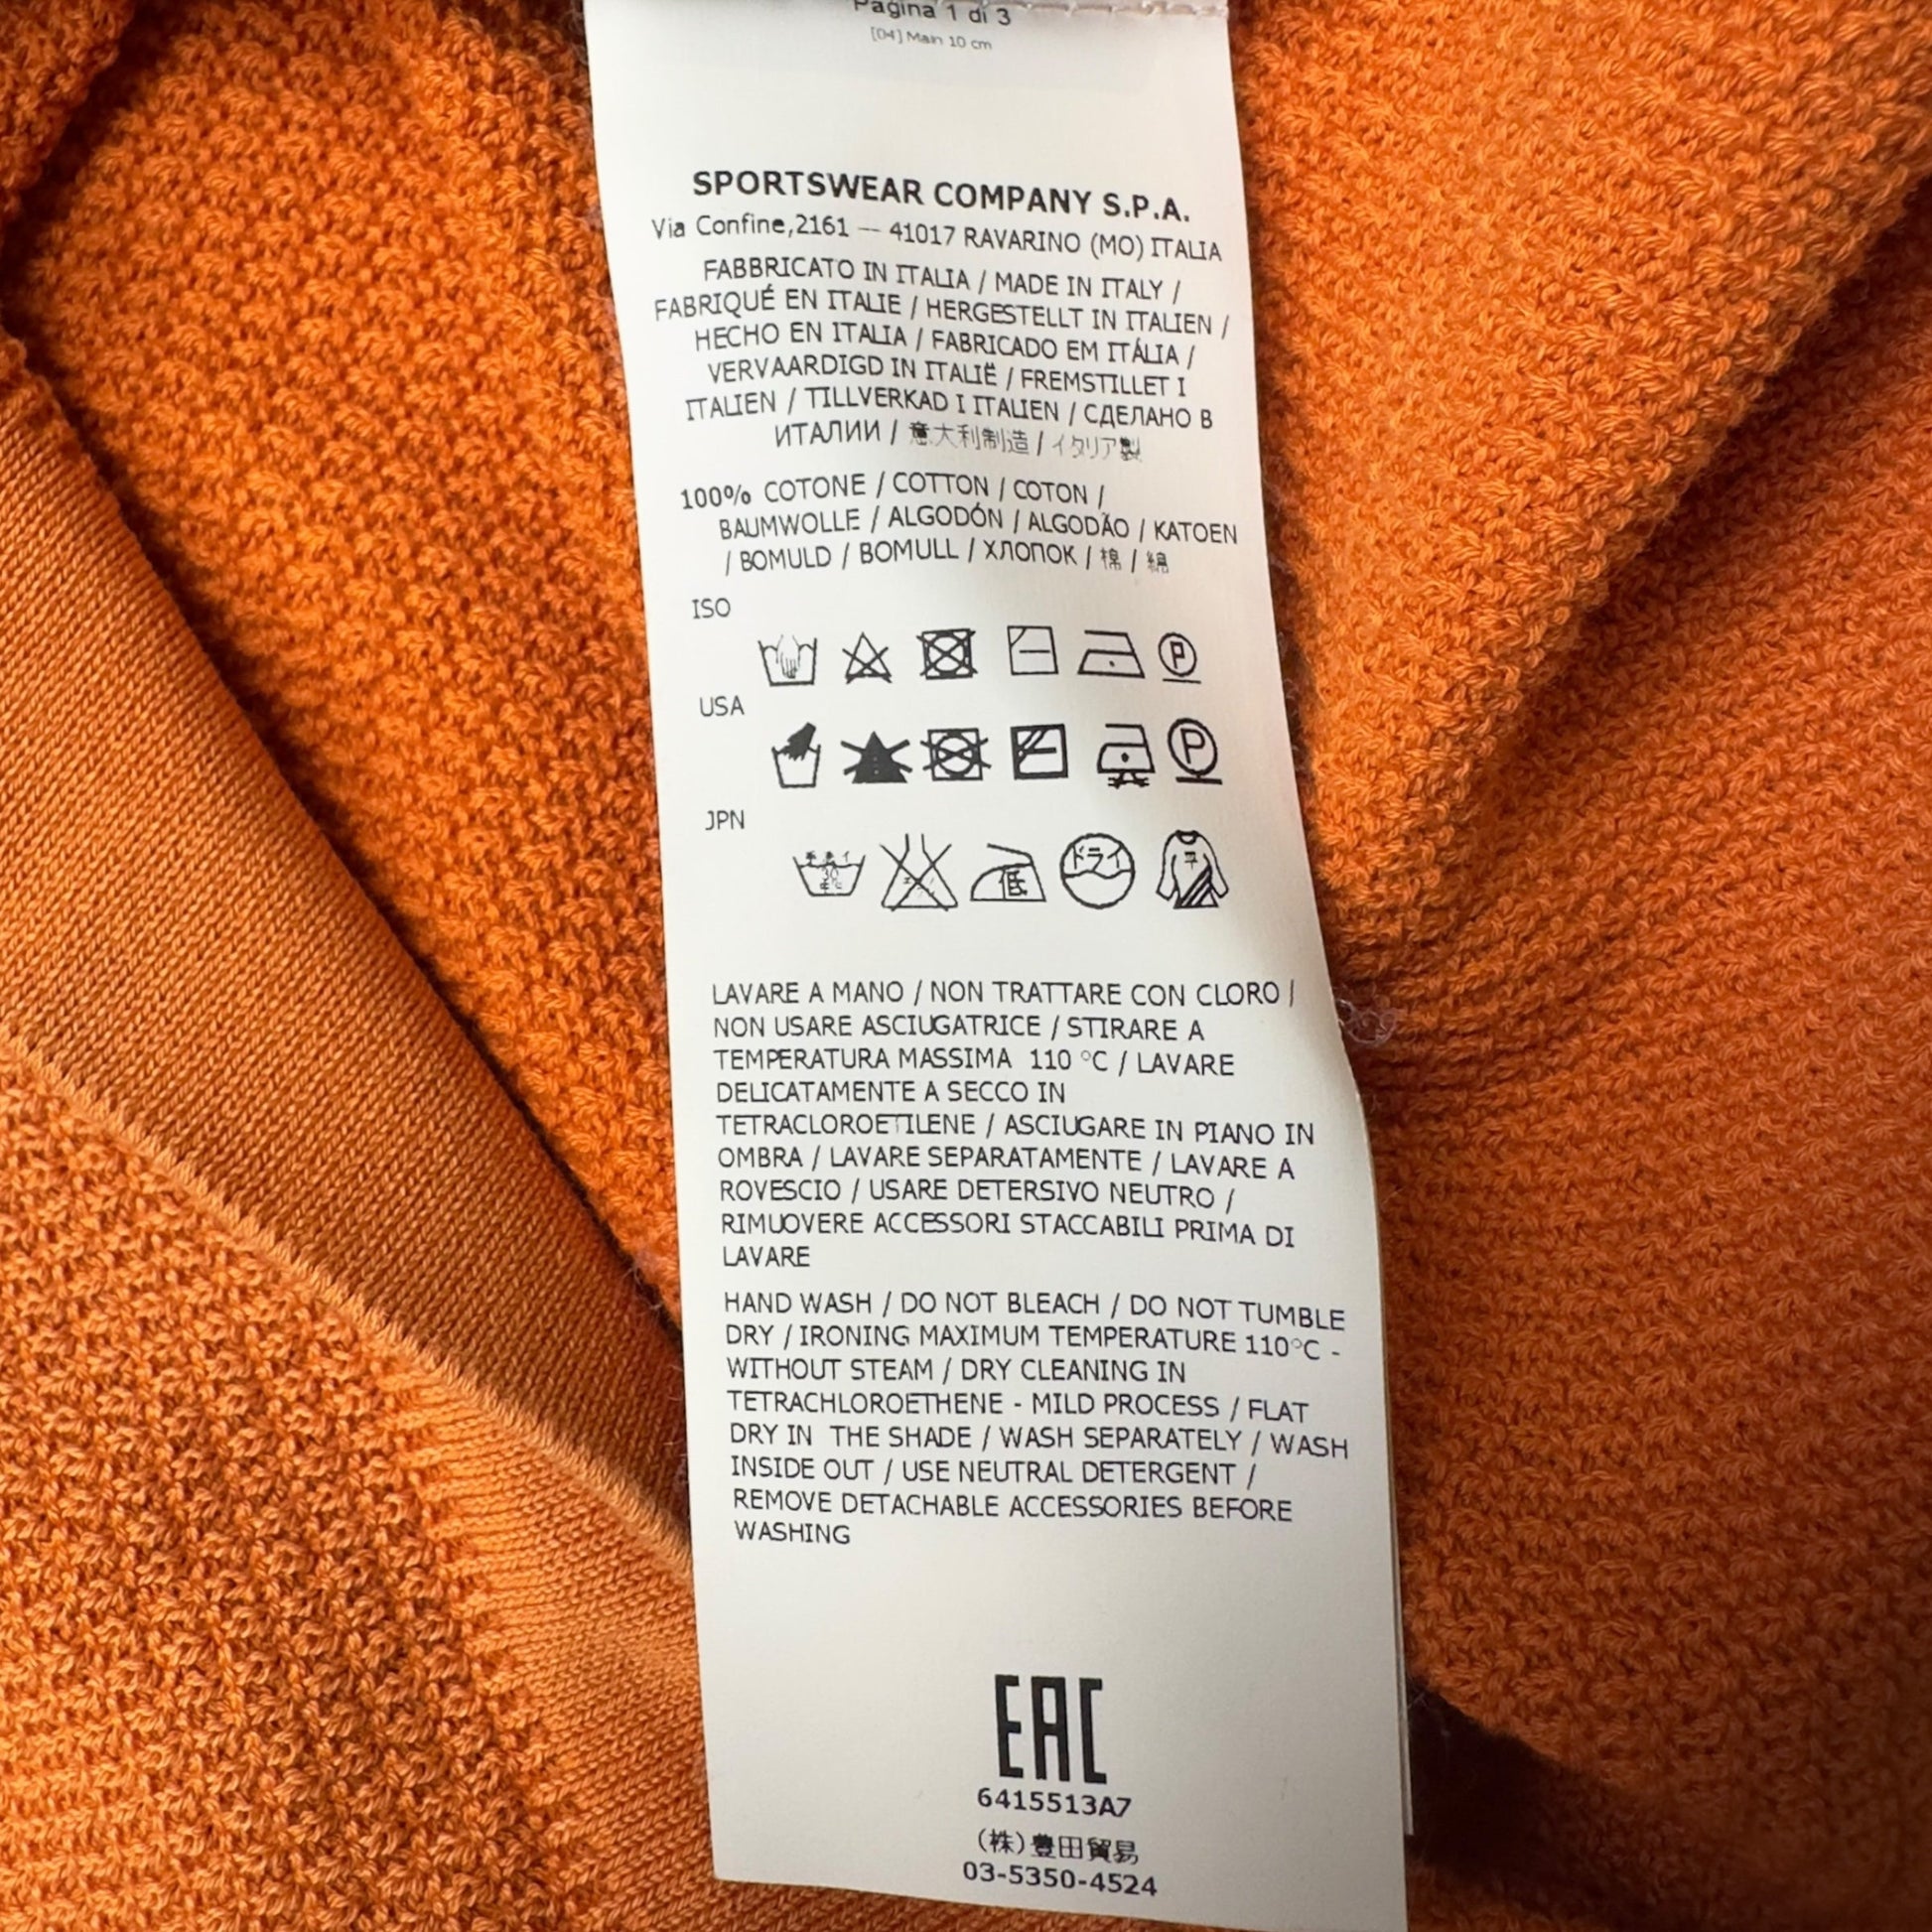 Pagina 1 di 3
[04] Main 10 cm
SPORTSWEAR COMPANY S.P.A.
Via Confine,2161 — 41017 RAVARINO (MO) ITALIA
FABBRICATO IN ITALIA / MADE IN ITALY /
FABRIQUÉ EN ITALIE / HERGESTELLT IN ITALIEN /
HECHO EN ITALIA / FABRICADO EM ITÁLIA /
VERVAARDIGD IN ITALIË / FREMSTILLET I
ITALIEN / TILLVERKAD I ITALIEN / СДЕЛАНО В
ИТАЛИИ / 意大利制造 / イタリア製
100% COTONE / COTTON / COTON /
BAUMWOLLE / ALGODÓN / ALGODÃO / KATOEN
/ BOMULD / BOMULL / ХЛОПОК / 棉 / 綿
ISO
P
USA
P
JPN
30 低 ドライ 平
LAVARE A MANO / NON TRATTARE CON CLORO /
NON USARE ASCIUGATRICE / STIRARE A
TEMPERATURA MASSIMA 110 °C / LAVARE
DELICATAMENTE A SECCO IN
TETRACLOROETILENE / ASCIUGARE IN PIANO IN
OMBRA / LAVARE SEPARATAMENTE / LAVARE A
ROVESCIO / USARE DETERSIVO NEUTRO /
RIMUOVERE ACCESSORI STACCABILI PRIMA DI
LAVARE
HAND WASH / DO NOT BLEACH / DO NOT TUMBLE
DRY / IRONING MAXIMUM TEMPERATURE 110°C -
WITHOUT STEAM / DRY CLEANING IN
TETRACHLOROETHENE - MILD PROCESS / FLAT
DRY IN THE SHADE / WASH SEPARATELY / WASH
INSIDE OUT / USE NEUTRAL DETERGENT /
REMOVE DETACHABLE ACCESSORIES BEFORE
WASHING
EAC
6415513A7
(株)豊田貿易
03-5350-4524